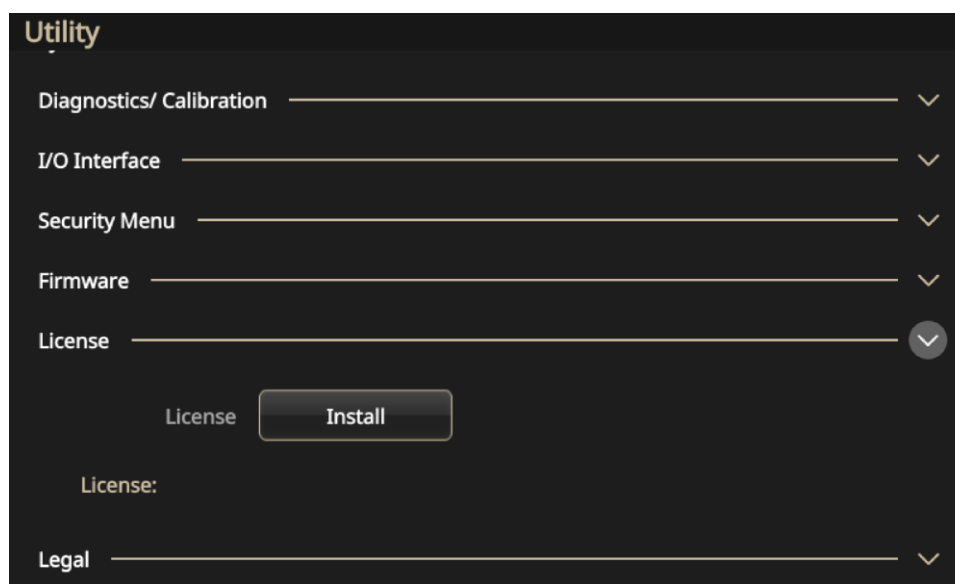 Utility
Diagnostics/ Calibration
I/O Interface
Security Menu
Firmware
License
License Install
License:
Legal